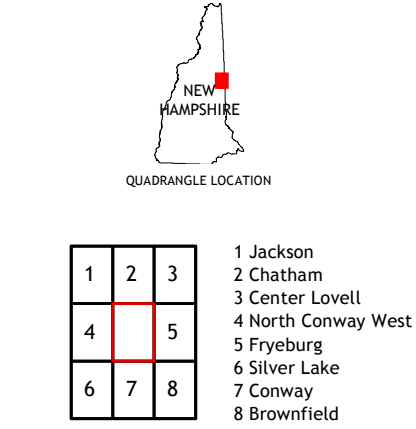 NEW
HAMPSHIRE
QUADRANGLE LOCATION
1 2 3
4 5
6 7 8
1 Jackson
2 Chatham
3 Center Lovell
4 North Conway West
5 Fryeburg
6 Silver Lake
7 Conway
8 Brownfield